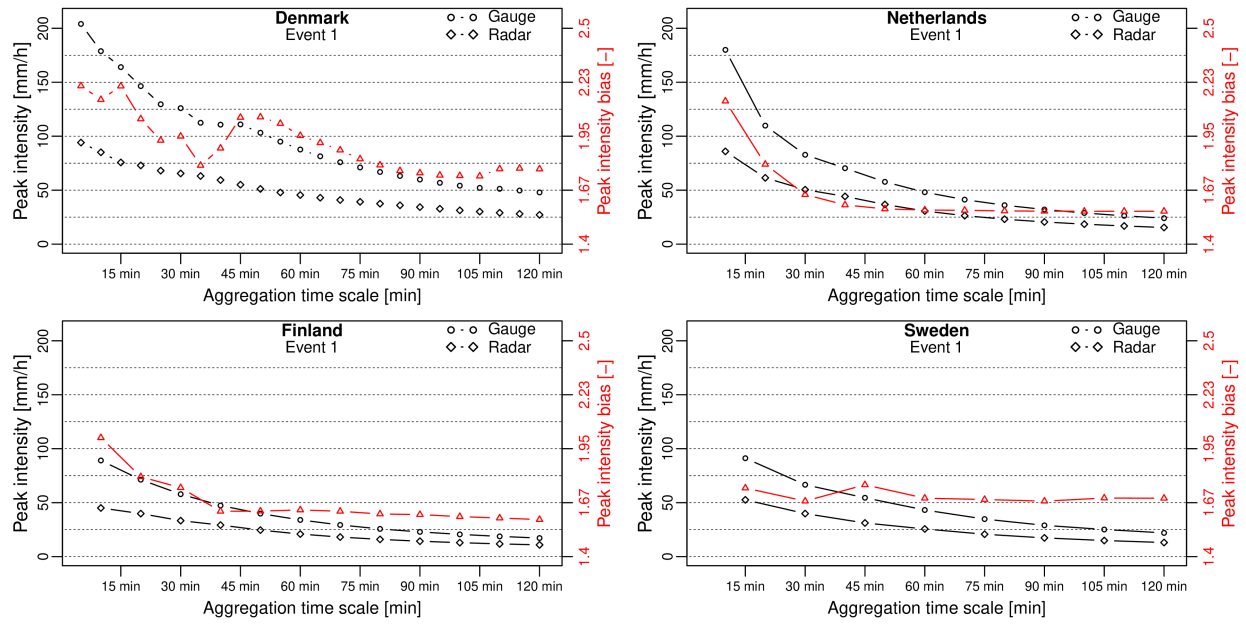 Denmark
Event 1
Gauge
Radar
Peak intensity [mm/h]
0
50
100
150
200
Peak intensity bias [−]
1.4
1.67
1.95
2.23
2.5
15 min 30 min 45 min 60 min 75 min 90 min 105 min 120 min
Aggregation time scale [min]
Netherlands
Event 1
Gauge
Radar
Peak intensity [mm/h]
0
50
100
150
200
Peak intensity bias [−]
1.4
1.67
1.95
2.23
2.5
15 min 30 min 45 min 60 min 75 min 90 min 105 min 120 min
Aggregation time scale [min]
Finland
Event 1
Gauge
Radar
Peak intensity [mm/h]
0
50
100
150
200
Peak intensity bias [−]
1.4
1.67
1.95
2.23
2.5
15 min 30 min 45 min 60 min 75 min 90 min 105 min 120 min
Aggregation time scale [min]
Sweden
Event 1
Gauge
Radar
Peak intensity [mm/h]
0
50
100
150
200
Peak intensity bias [−]
1.4
1.67
1.95
2.23
2.5
15 min 30 min 45 min 60 min 75 min 90 min 105 min 120 min
Aggregation time scale [min]